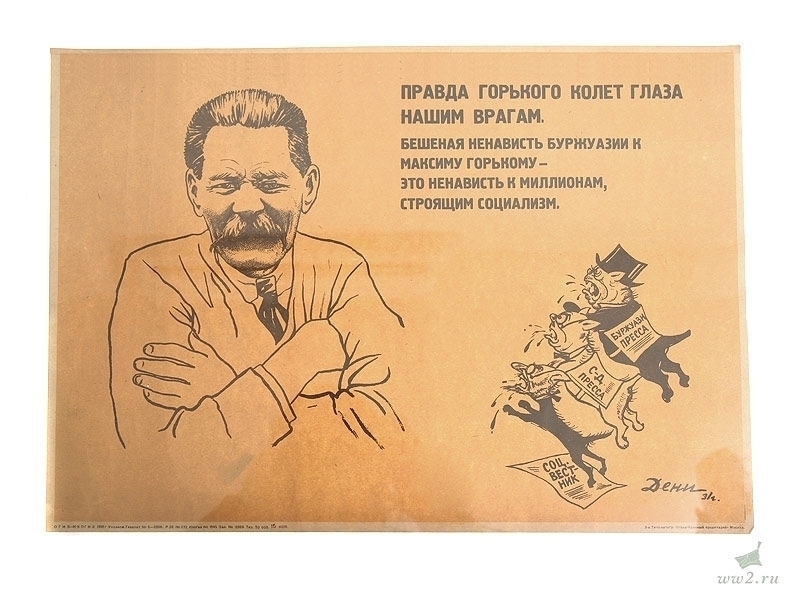 ПРАВДА ГОРЬКОГО КОЛЕТ ГЛАЗА
НАШИМ ВРАГАМ.
БЕШЕНАЯ НЕНАВИСТЬ БУРЖУАЗИИ К
МАКСИМУ ГОРЬКОМУ –
ЭТО НЕНАВИСТЬ К МИЛЛИОНАМ,
СТРОЯЩИМ СОЦИАЛИЗМ.
БУРЖУАЗН
ПРЕССА
С-Д.
ПРЕССА
СОЦ.
ВЕСТ-
НИК
Дени
31г.
ww2.ru